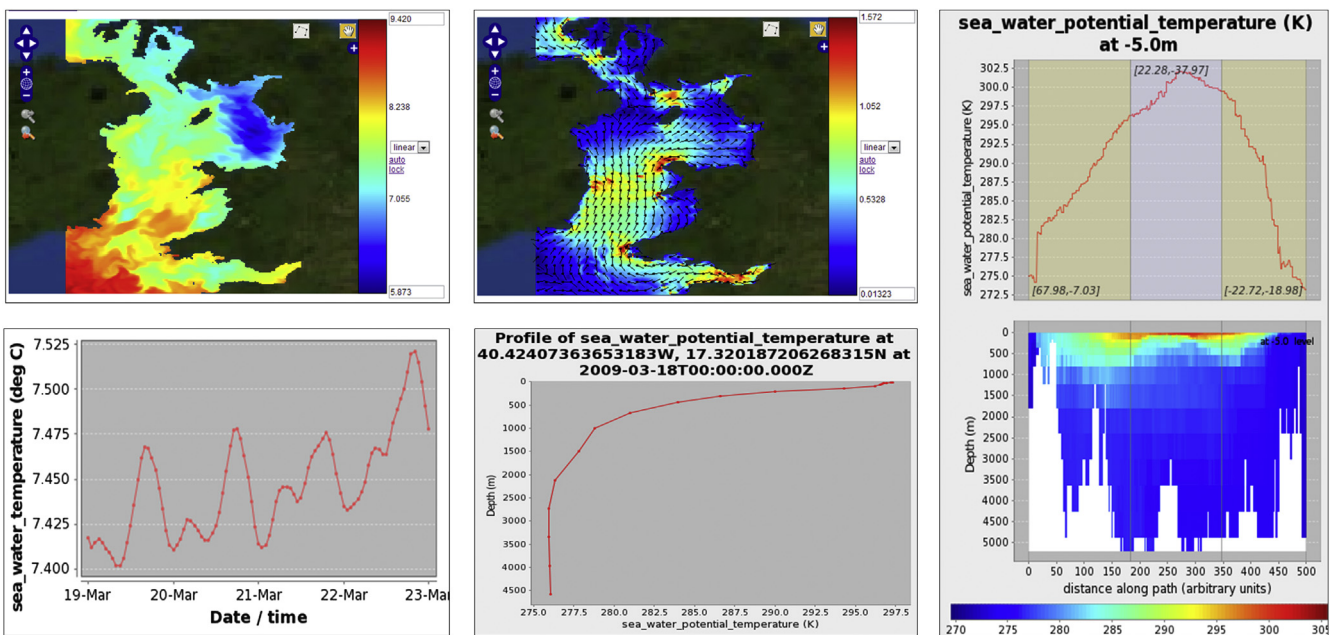 9.420
8.238
linear
auto
lock
7.055
5.873
1.572
1.052
linear
auto
lock
0.5328
0.01323
sea_water_potential_temperature (K)
at -5.0m
sea_water_potential_temperature (K)
302.5
300.0
297.5
295.0
292.5
290.0
287.5
285.0
282.5
280.0
277.5
275.0
272.5
[22.28,-37.97]
[67.98,-7.03]
[-22.72,-18.98]
sea_water_temperature (deg C)
7.525
7.500
7.475
7.450
7.425
7.400
19-Mar
20-Mar
21-Mar
22-Mar
23-Mar
Date / time
Profile of sea_water_potential_temperature at
40.42407363653183W, 17.320187206268315N at
2009-03-18T00:00:00.000Z
Depth (m)
0
500
1000
1500
2000
2500
3000
3500
4000
4500
275.0 277.5 280.0 282.5 285.0 287.5 290.0 292.5 295.0 297.5
sea_water_potential_temperature (K)
Depth (m)
0
500
1000
1500
2000
2500
3000
3500
4000
4500
5000
at -5.0 level
0 50 100 150 200 250 300 350 400 450 500
distance along path (arbitrary units)
270 275 280 285 290 295 300 305